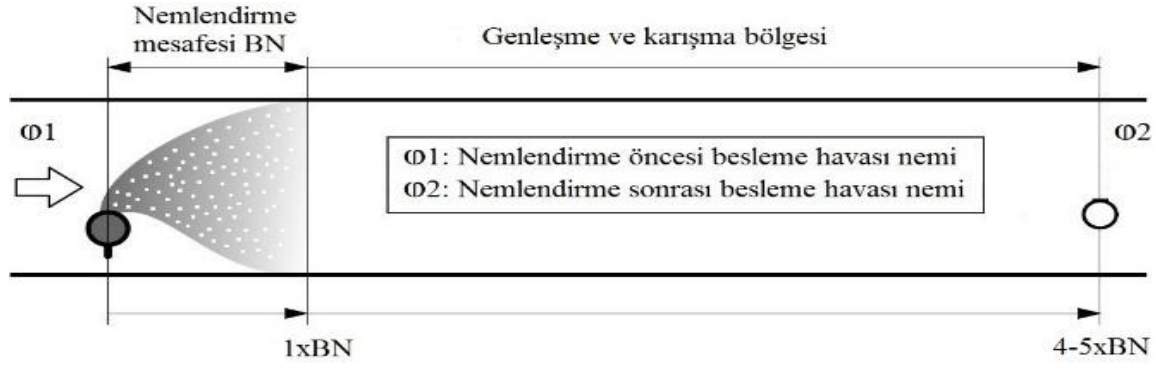 Nemlendirme
mesafesi BN
Genleşme ve karışma bölgesi
φ1
φ2
φ1: Nemlendirme öncesi besleme havası nemi
φ2: Nemlendirme sonrası besleme havası nemi
1xBN
4-5xBN